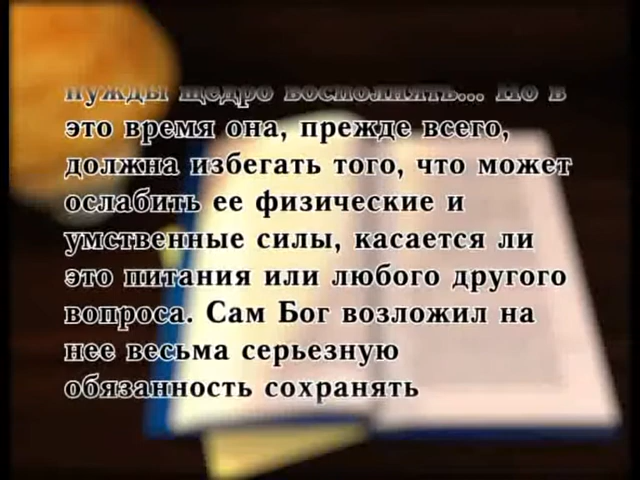 нужды щедро восполнять... Но в
это время она, прежде всего,
должна избегать того, что может
ослабить ее физические и
умственные силы, касается ли
это питания или любого другого
вопроса. Сам Бог возложил на
нее весьма серьезную
обязанность сохранять